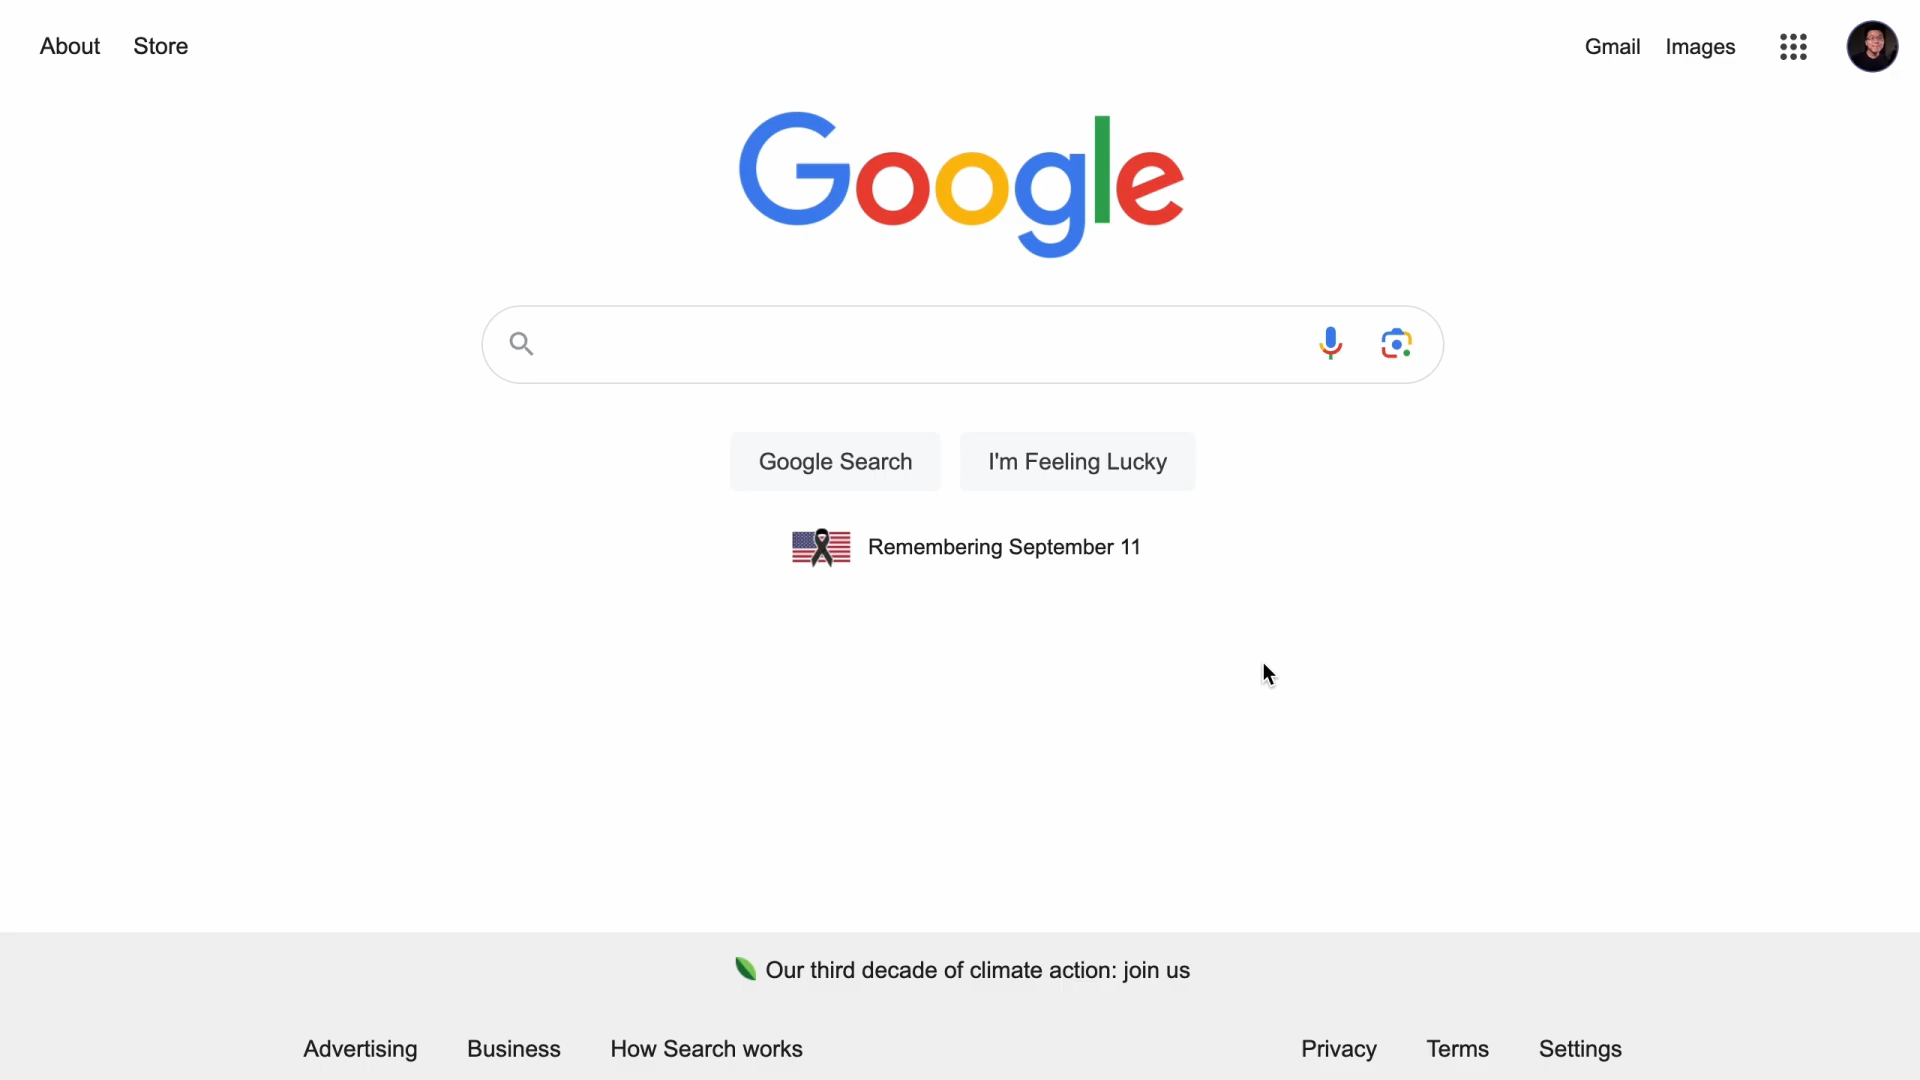 About Store Gmail Images
Google
Google Search I'm Feeling Lucky
Remembering September 11
Our third decade of climate action: join us
Advertising Business How Search works Privacy Terms Settings